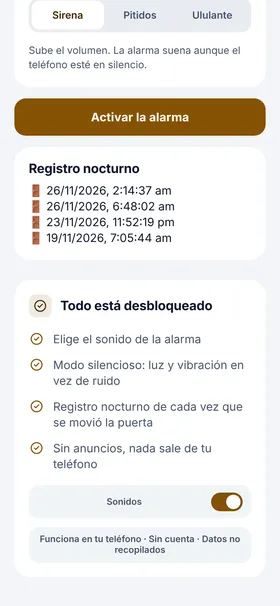 Sirena Pitidos Ululante
Sube el volumen. La alarma suena aunque el
teléfono esté en silencio.
Activar la alarma
Registro nocturno
26/11/2026, 2:14:37 am
26/11/2026, 6:48:02 am
23/11/2026, 11:52:19 pm
19/11/2026, 7:05:44 am
Todo está desbloqueado
Elige el sonido de la alarma
Modo silencioso: luz y vibración en
vez de ruido
Registro nocturno de cada vez que
se movió la puerta
Sin anuncios, nada sale de tu
teléfono
Sonidos
Funciona en tu teléfono · Sin cuenta · Datos no
recopilados